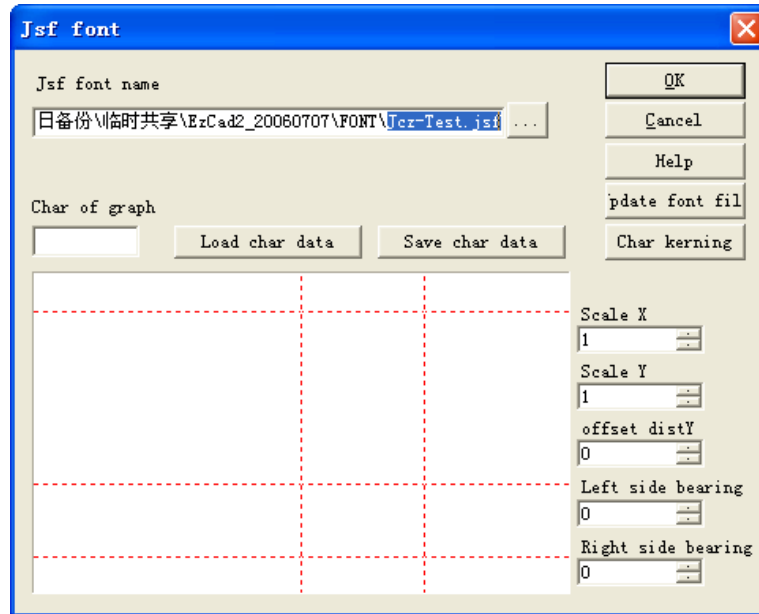 Jsf font
Jsf font name
日备份\临时共享\EzCad2_20060707\FONT\Jcz-Test.jsf
...
OK
Cancel
Help
pdate font fil
Char kerning
Char of graph
Load char data
Save char data
Scale X
1
Scale Y
1
offset distY
0
Left side bearing
0
Right side bearing
0